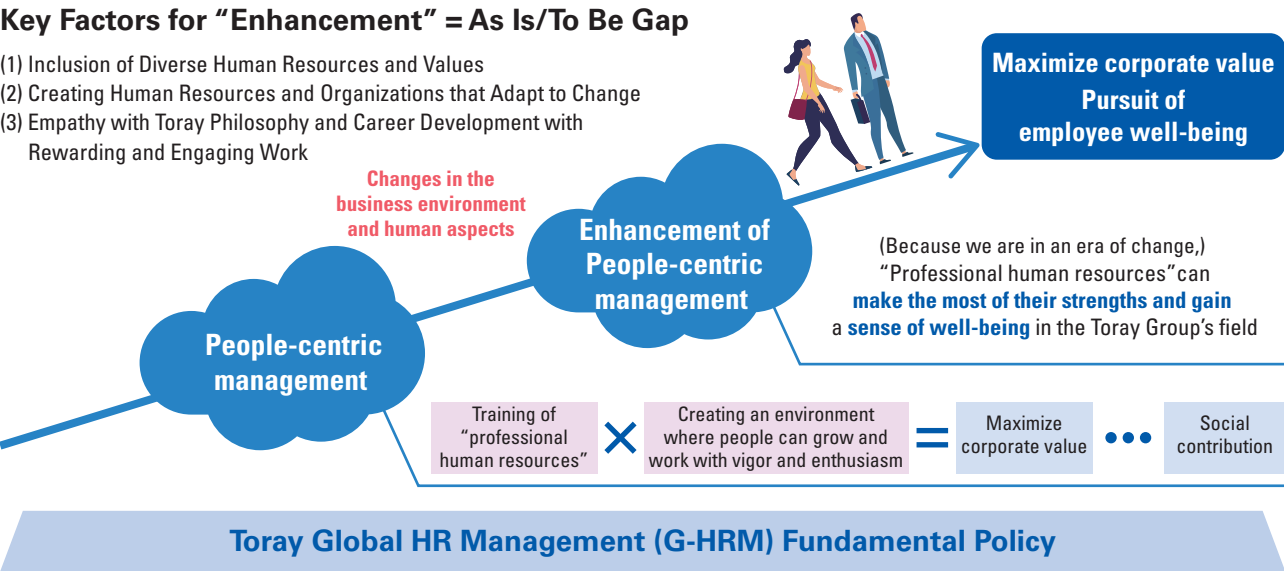 Key Factors for “Enhancement” = As Is/To Be Gap
(1) Inclusion of Diverse Human Resources and Values
(2) Creating Human Resources and Organizations that Adapt to Change
(3) Empathy with Toray Philosophy and Career Development with
Rewarding and Engaging Work
Maximize corporate value
Pursuit of
employee well-being
Changes in the
business environment
and human aspects
Enhancement of
People-centric
management
(Because we are in an era of change,)
“Professional human resources”can
make the most of their strengths and gain
a sense of well-being in the Toray Group’s field
People-centric
management
Training of
“professional
human resources”
×
Creating an environment
where people can grow and
work with vigor and enthusiasm
=
Maximize
corporate value
•••
Social
contribution
Toray Global HR Management (G-HRM) Fundamental Policy